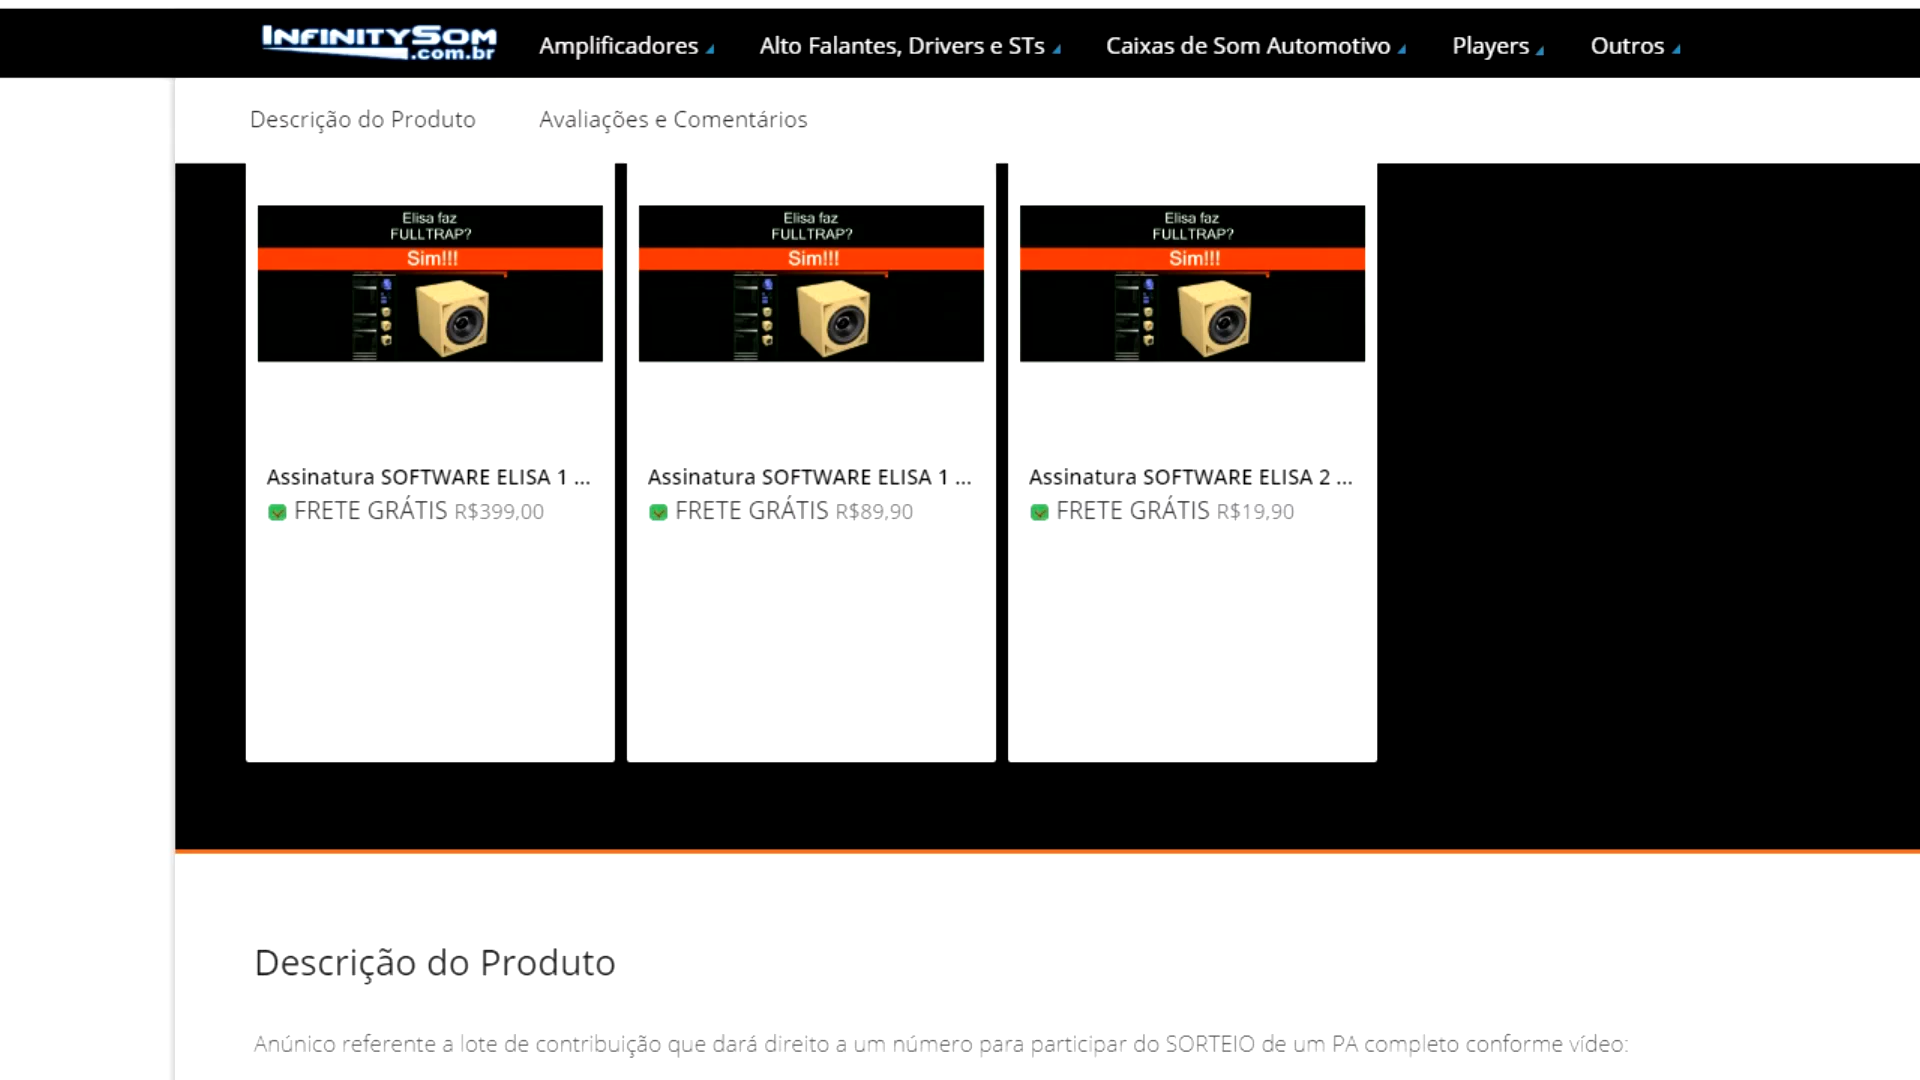 INFINITYSOM
.com.br
Amplificadores
Alto Falantes, Drivers e STs
Caixas de Som Automotivo
Players
Outros
Descrição do Produto
Avaliações e Comentários
Elisa faz
FULLTRAP?
Sim!!!
Elisa faz
FULLTRAP?
Sim!!!
Elisa faz
FULLTRAP?
Sim!!!
Assinatura SOFTWARE ELISA 1 ...
FRETE GRÁTIS R$399,00
Assinatura SOFTWARE ELISA 1 ...
FRETE GRÁTIS R$89,90
Assinatura SOFTWARE ELISA 2 ...
FRETE GRÁTIS R$19,90
Descrição do Produto
Anúnico referente a lote de contribuição que dará direito a um número para participar do SORTEIO de um PA completo conforme vídeo: